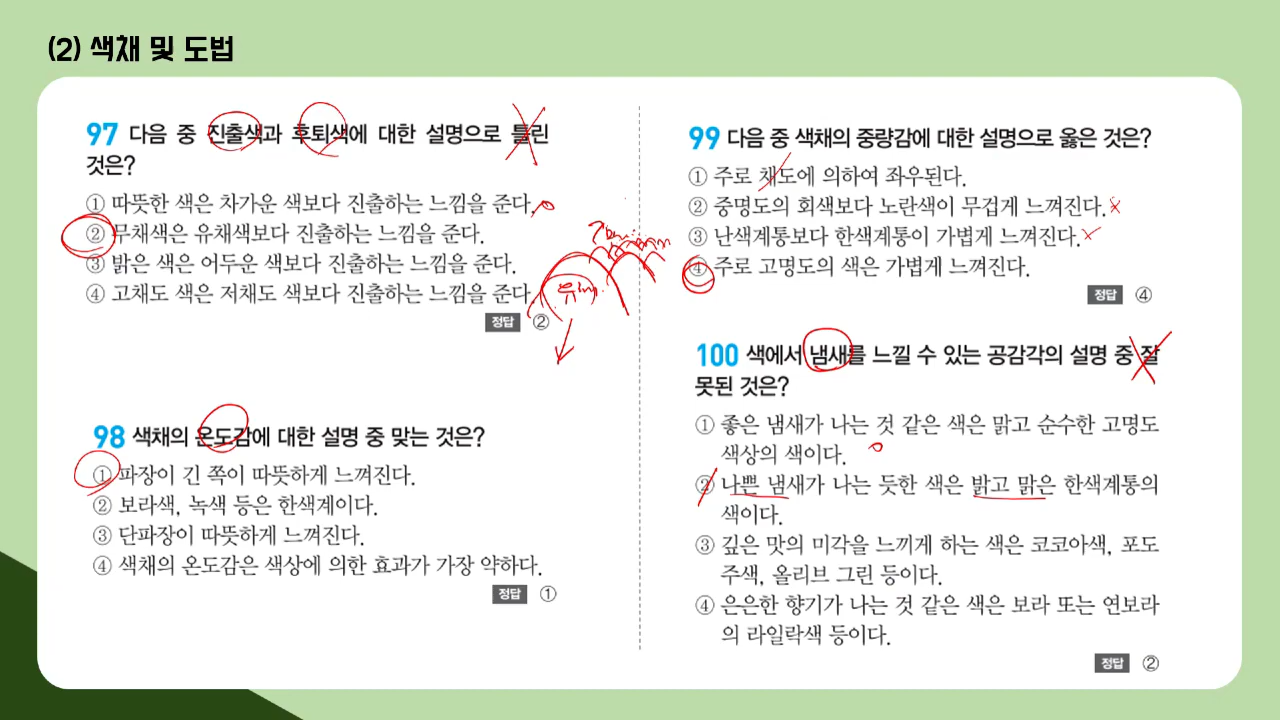 (2) 색채 및 도법
97 다음 중 진출색과 후퇴색에 대한 설명으로 틀린
것은?
① 따뜻한 색은 차가운 색보다 진출하는 느낌을 준다.
② 무채색은 유채색보다 진출하는 느낌을 준다.
③ 밝은 색은 어두운 색보다 진출하는 느낌을 준다.
④ 고채도 색은 저채도 색보다 진출하는 느낌을 준다.
정답 ②
98 색채의 온도감에 대한 설명 중 맞는 것은?
① 파장이 긴 쪽이 따뜻하게 느껴진다.
② 보라색, 녹색 등은 한색계이다.
③ 단파장이 따뜻하게 느껴진다.
④ 색채의 온도감은 색상에 의한 효과가 가장 약하다.
정답 ①
99 다음 중 색채의 중량감에 대한 설명으로 옳은 것은?
① 주로 채도에 의하여 좌우된다.
② 중명도의 회색보다 노란색이 무겁게 느껴진다.
③ 난색계통보다 한색계통이 가볍게 느껴진다.
④ 주로 고명도의 색은 가볍게 느껴진다.
정답 ④
100 색에서 냄새를 느낄 수 있는 공감각의 설명 중 잘
못된 것은?
① 좋은 냄새가 나는 것 같은 색은 맑고 순수한 고명도
색상의 색이다.
② 나쁜 냄새가 나는 듯한 색은 밝고 맑은 한색계통의
색이다.
③ 깊은 맛의 미각을 느끼게 하는 색은 코코아색, 포도
주색, 올리브 그린 등이다.
④ 은은한 향기가 나는 것 같은 색은 보라 또는 연보라
의 라일락색 등이다.
정답 ②